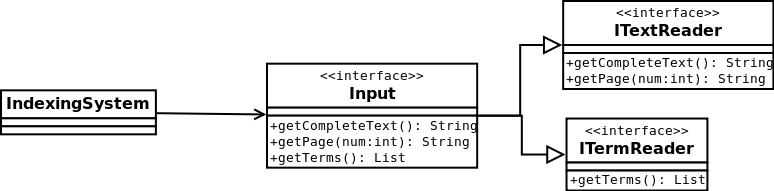 IndexingSystem
<<interface>>
Input
+getCompleteText(): String
+getPage(num:int): String
+getTerms(): List
<<interface>>
ITextReader
+getCompleteText(): String
+getPage(num:int): String
<<interface>>
ITermReader
+getTerms(): List